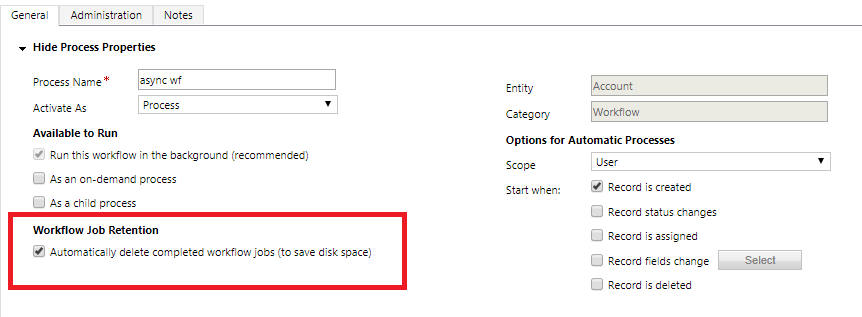 General
Administration
Notes
Hide Process Properties
Process Name*
async wf
Activate As
Process
Available to Run
Run this workflow in the background (recommended)
As an on-demand process
As a child process
Workflow Job Retention
Automatically delete completed workflow jobs (to save disk space)
Entity
Account
Category
Workflow
Options for Automatic Processes
Scope
User
Start when:
Record is created
Record status changes
Record is assigned
Record fields change
Select
Record is deleted